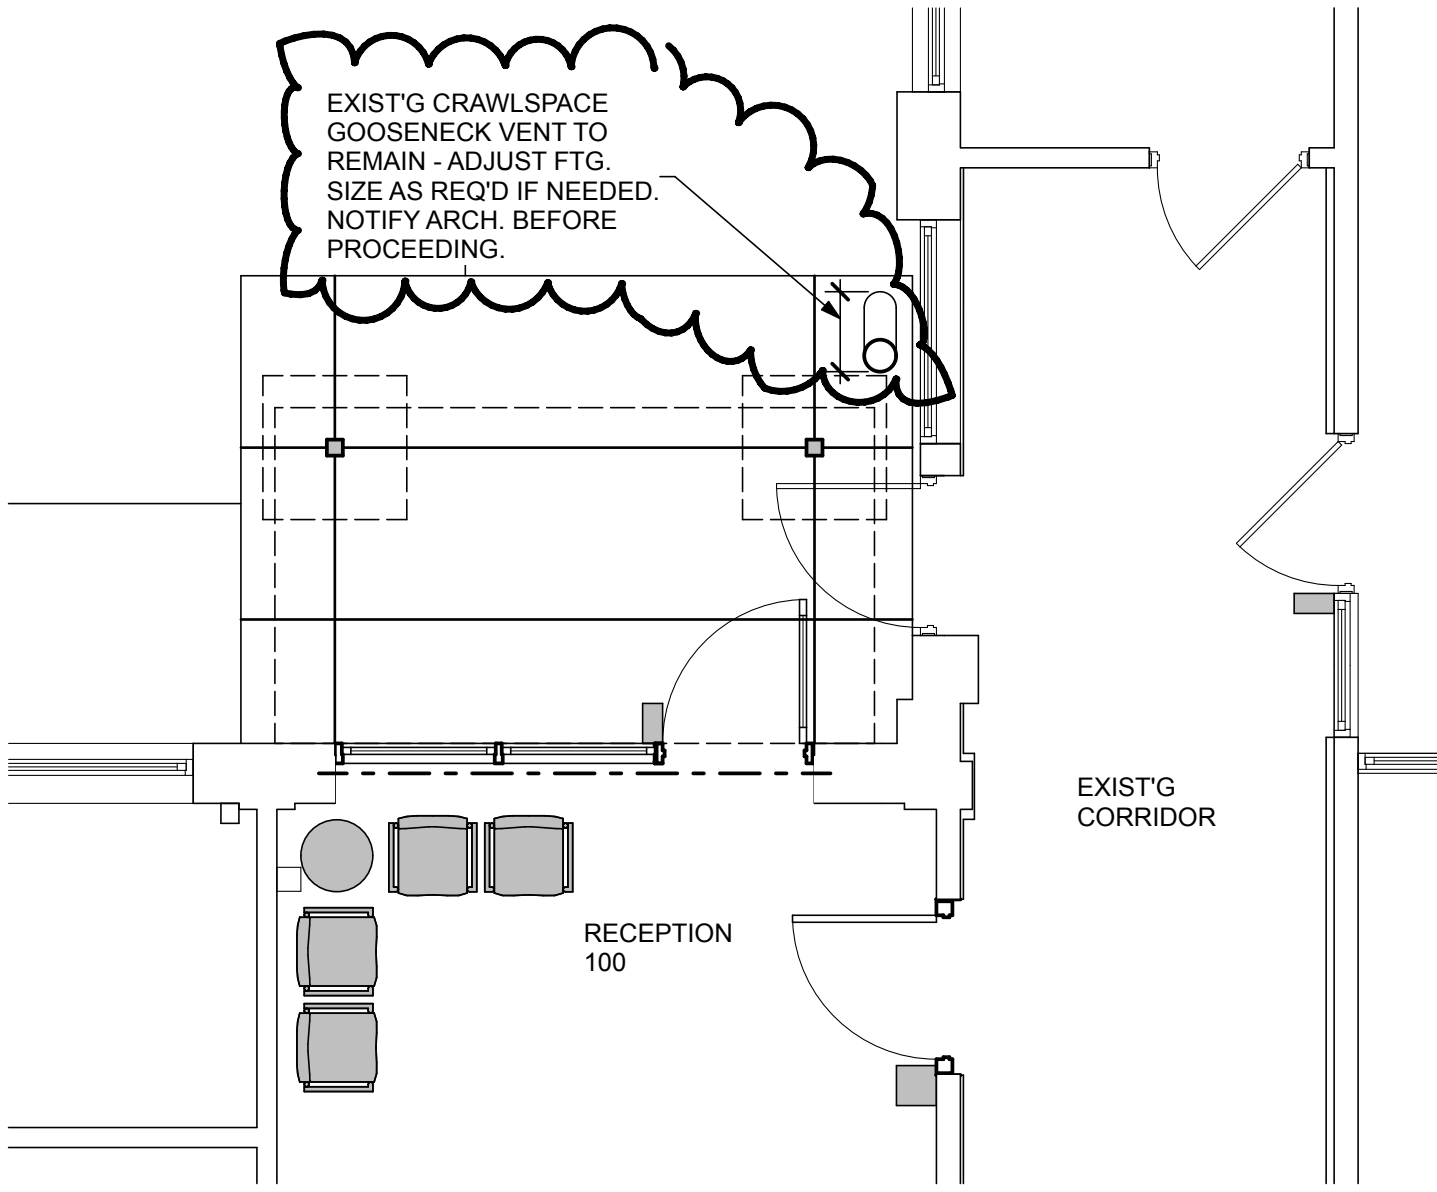 EXIST'G CRAWLSPACE
GOOSENECK VENT TO
REMAIN - ADJUST FTG.
SIZE AS REQ'D IF NEEDED.
NOTIFY ARCH. BEFORE
PROCEEDING.
EXIST'G
CORRIDOR
RECEPTION
100